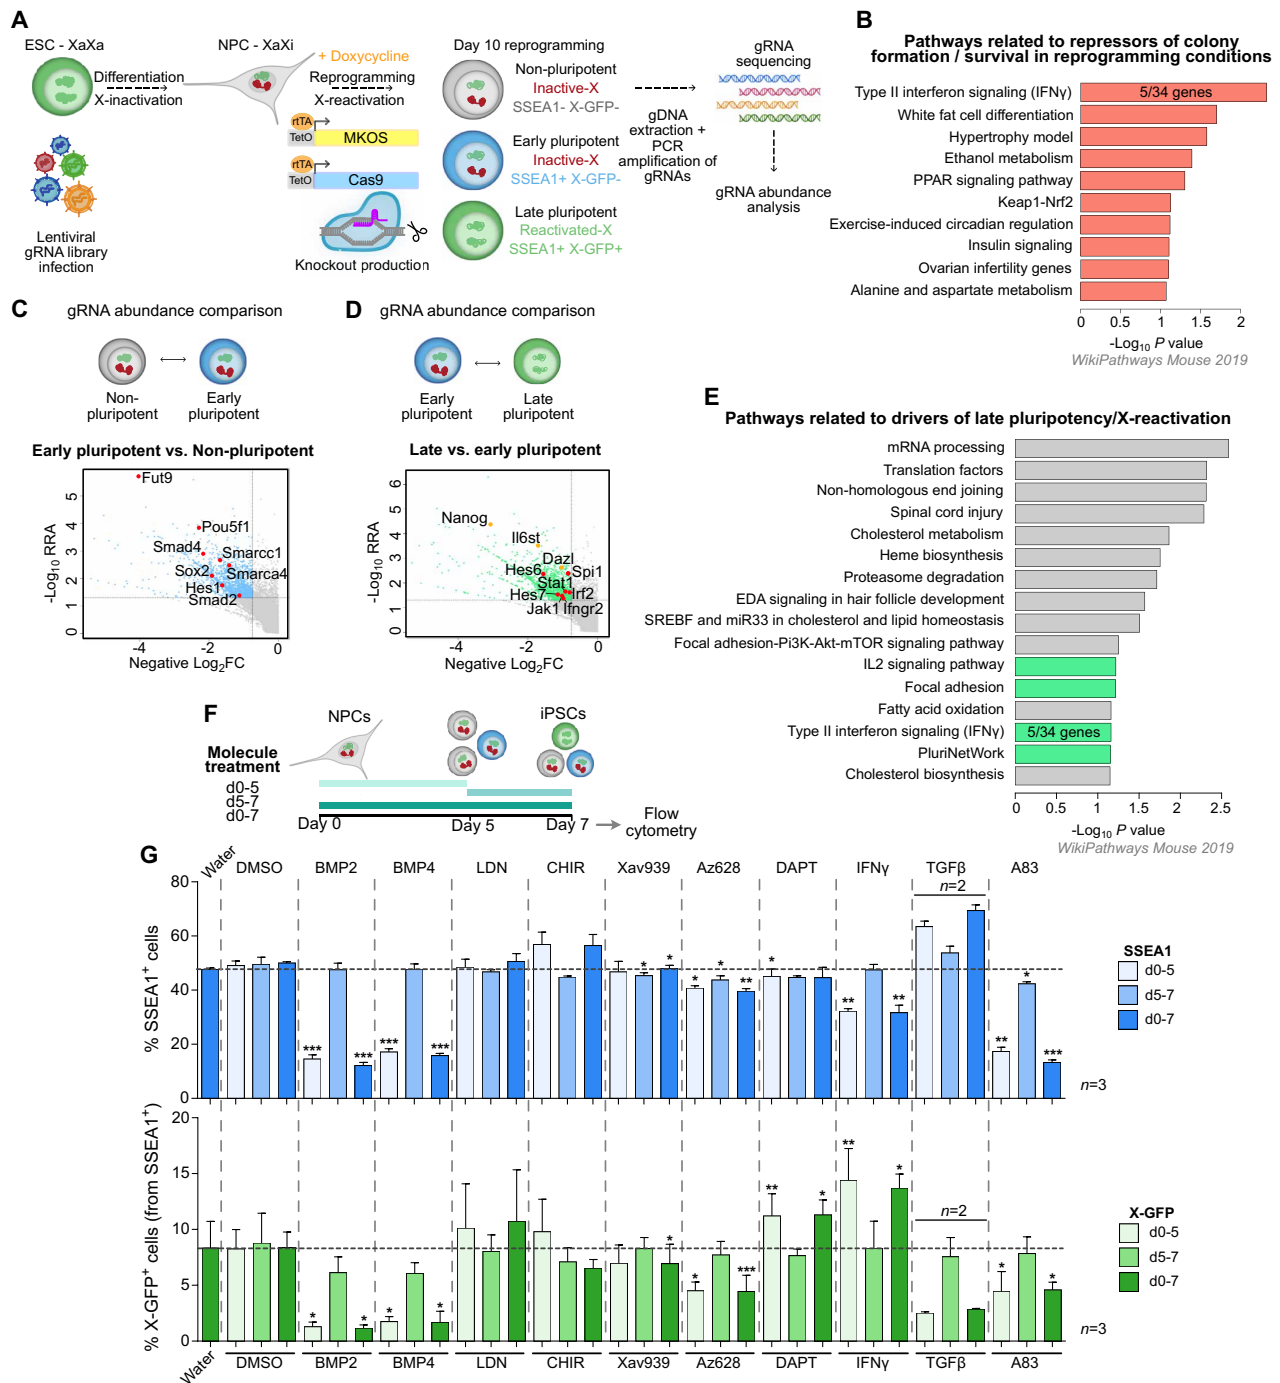 A
ESC - XaXa
NPC - XaXi
+ Doxycycline
Differentiation
X-inactivation
Reprogramming
X-reactivation
rtTA
TetO
MKOS
rtTA
TetO
Cas9
Lentiviral
gRNA library
infection
Knockout production
Day 10 reprogramming
Non-pluripotent
Inactive-X
SSEA1- X-GFP-
Early pluripotent
Inactive-X
SSEA1+ X-GFP-
Late pluripotent
Reactivated-X
SSEA1+ X-GFP+
gDNA
extraction +
PCR
amplification of
gRNAs
gRNA
sequencing
gRNA abundance
analysis
B
Pathways related to repressors of colony
formation / survival in reprogramming conditions
Type II interferon signaling (IFNγ)
5/34 genes
White fat cell differentiation
Hypertrophy model
Ethanol metabolism
PPAR signaling pathway
Keap1-Nrf2
Exercise-induced circadian regulation
Insulin signaling
Ovarian infertility genes
Alanine and aspartate metabolism
0 0.5 1 1.5 2
-Log10 P value
WikiPathways Mouse 2019
C
gRNA abundance comparison
Non-
pluripotent
Early
pluripotent
Early pluripotent vs. Non-pluripotent
-Log10 RRA
5
4
3
2
1
0
Fut9
Pou5f1
Smad4
Smarcc1
Sox2
Smarca4
Hes1
Smad2
-4 -2 0
Negative Log2FC
D
gRNA abundance comparison
Early
pluripotent
Late
pluripotent
Late vs. early pluripotent
-Log10 RRA
6
5
4
3
2
1
0
Nanog
Il6st
Dazl
Hes6
Spi1
Stat1
Hes7
Irf2
Jak1
Ifngr2
-4 -2 0
Negative Log2FC
E
Pathways related to drivers of late pluripotency/X-reactivation
mRNA processing
Translation factors
Non-homologous end joining
Spinal cord injury
Cholesterol metabolism
Heme biosynthesis
Proteasome degradation
EDA signaling in hair follicle development
SREBF and miR33 in cholesterol and lipid homeostasis
Focal adhesion-Pi3K-Akt-mTOR signaling pathway
IL2 signaling pathway
Focal adhesion
Fatty acid oxidation
Type II interferon signaling (IFNγ)
5/34 genes
PluriNetWork
Cholesterol biosynthesis
0 0.5 1 1.5 2 2.5
-Log10 P value
WikiPathways Mouse 2019
F
NPCs
iPSCs
Molecule
treatment
d0-5
d5-7
d0-7
Day 0
Day 5
Day 7
Flow
cytometry
G
Water DMSO BMP2 BMP4 LDN CHIR Xav939 Az628 DAPT IFNγ TGFβ A83
% SSEA1+ cells
80
60
40
20
0
*** *** *** *** * * * * ** * ** ** ** * ***
n=2
SSEA1
d0-5
d5-7
d0-7
n=3
% X-GFP+ cells (from SSEA1+)
20
15
10
5
0
* * * * * * *** ** * ** * * *
n=2
X-GFP
d0-5
d5-7
d0-7
n=3
Water DMSO BMP2 BMP4 LDN CHIR Xav939 Az628 DAPT IFNγ TGFβ A83